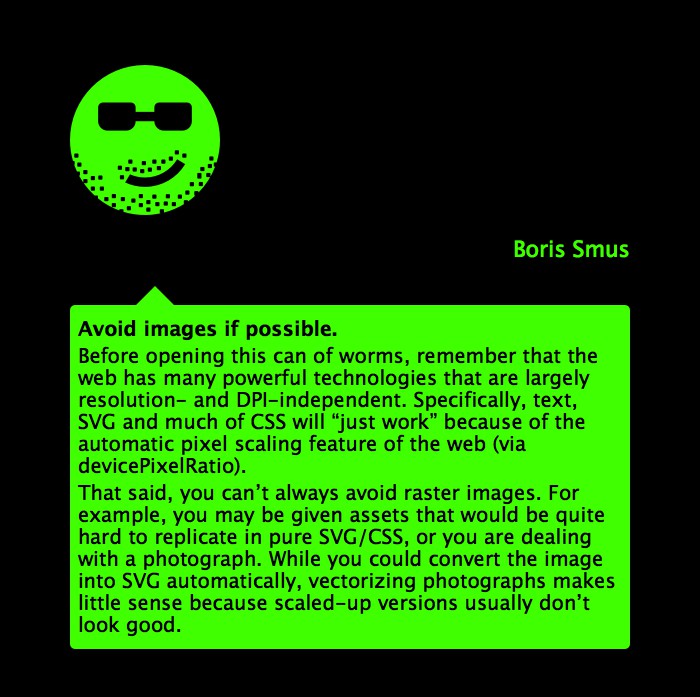 Boris Smus
Avoid images if possible.
Before opening this can of worms, remember that the
web has many powerful technologies that are largely
resolution- and DPI-independent. Specifically, text,
SVG and much of CSS will “just work” because of the
automatic pixel scaling feature of the web (via
devicePixelRatio).
That said, you can’t always avoid raster images. For
example, you may be given assets that would be quite
hard to replicate in pure SVG/CSS, or you are dealing
with a photograph. While you could convert the image
into SVG automatically, vectorizing photographs makes
little sense because scaled-up versions usually don’t
look good.